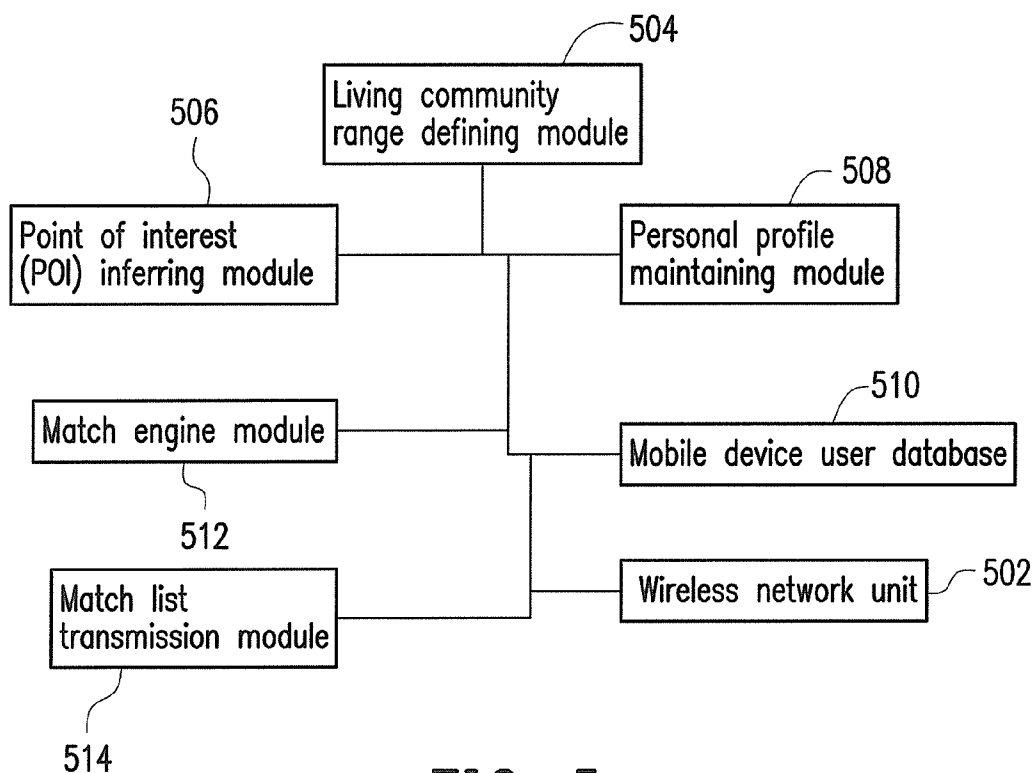 504
Living community
range defining module
506
Point of interest
(POI) inferring module
508
Personal profile
maintaining module
Match engine module
512
510
Mobile device user database
Match list
transmission module
514
Wireless network unit
502